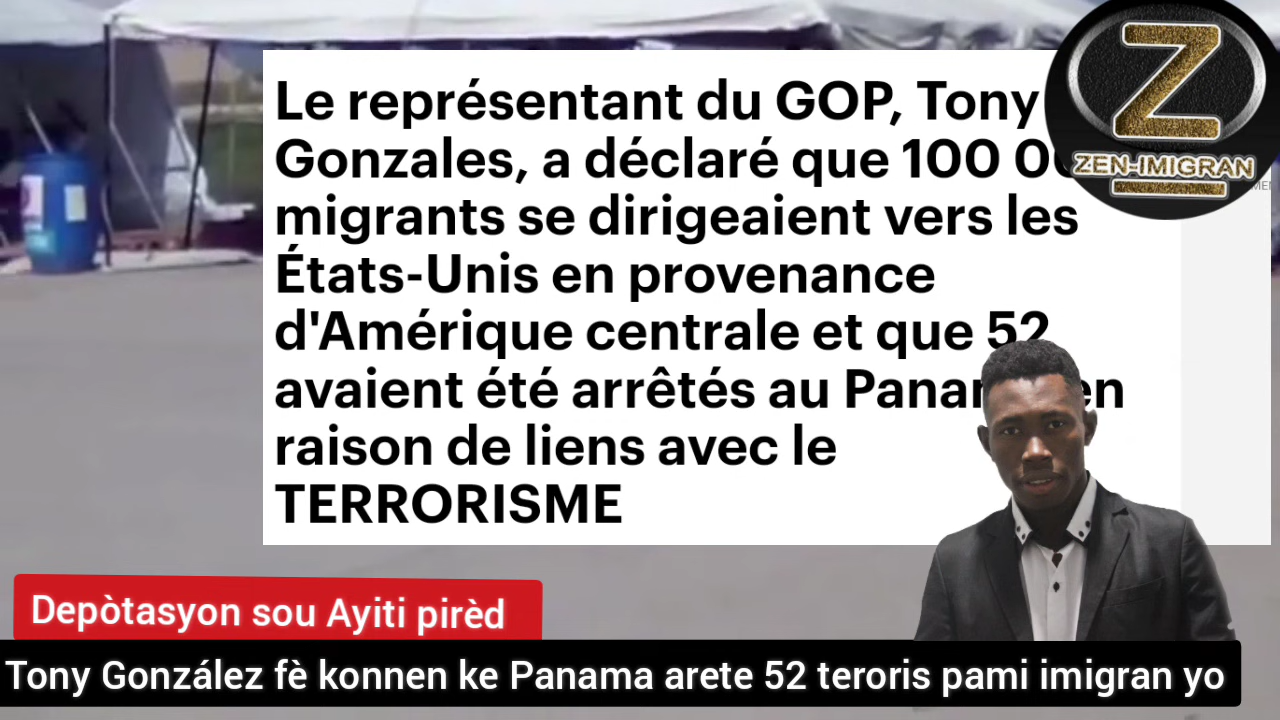 Le représentant du GOP, Tony
Gonzales, a déclaré que 100
migrants se dirigeaient vers les
États-Unis en provenance
d'Amérique centrale et que 52
avaient été arrêtés au en
raison de liens avec le
TERRORISME
Z
ZEN-IMIGRAN
Depòtasyon sou Ayiti pirèd
Tony González fè konnen ke Panama arete 52 teroris pami imigran yo